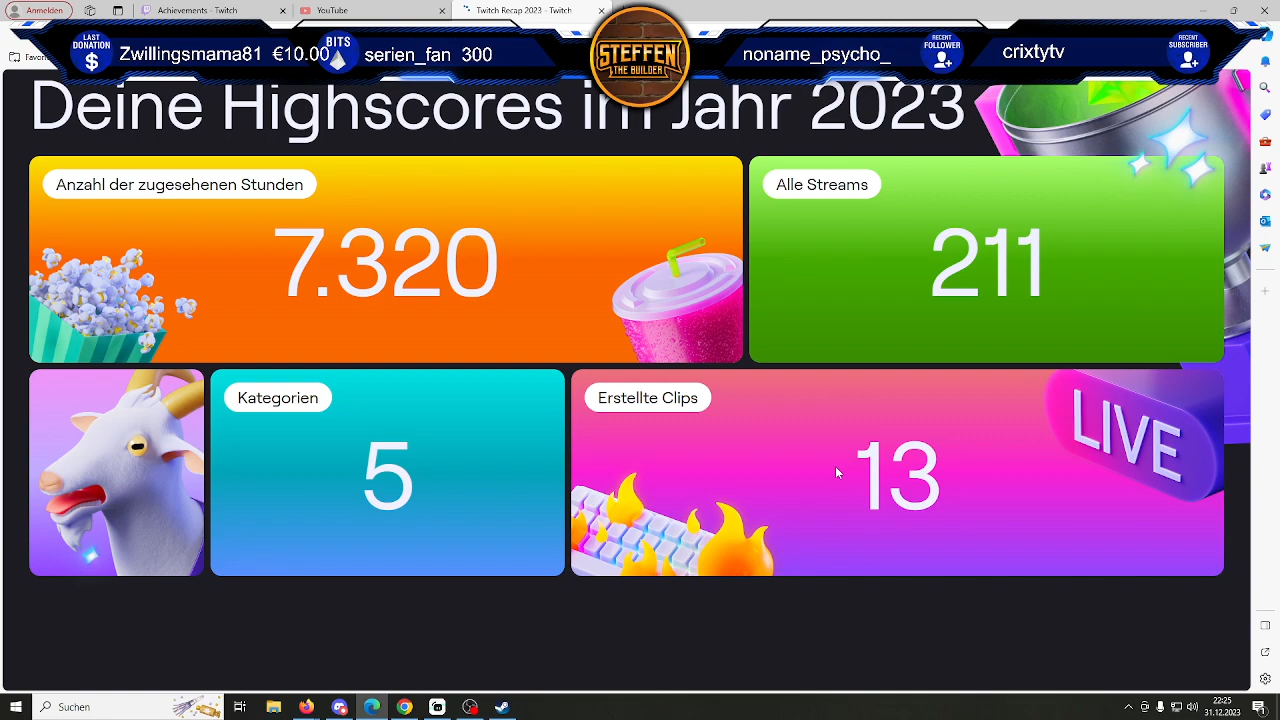 Anmelden
Achievements - Twitch
YouTube
Twitch Recap 2023 - Twitch
LAST DONATION
$
Zwillingsmama81 €10.00
BITS
serien_fan 300
STEFFEN
THE BUILDER
noname_psycho_
RECENT FOLLOWER
crixtytv
RECENT SUBSCRIBER
Favori
Deine Highscores im Jahr 2023
Anzahl der zugesehenen Stunden
7.320
Alle Streams
211
Kategorien
5
Erstellte Clips
13
LIVE
Suchen
22:25
31.12.2023